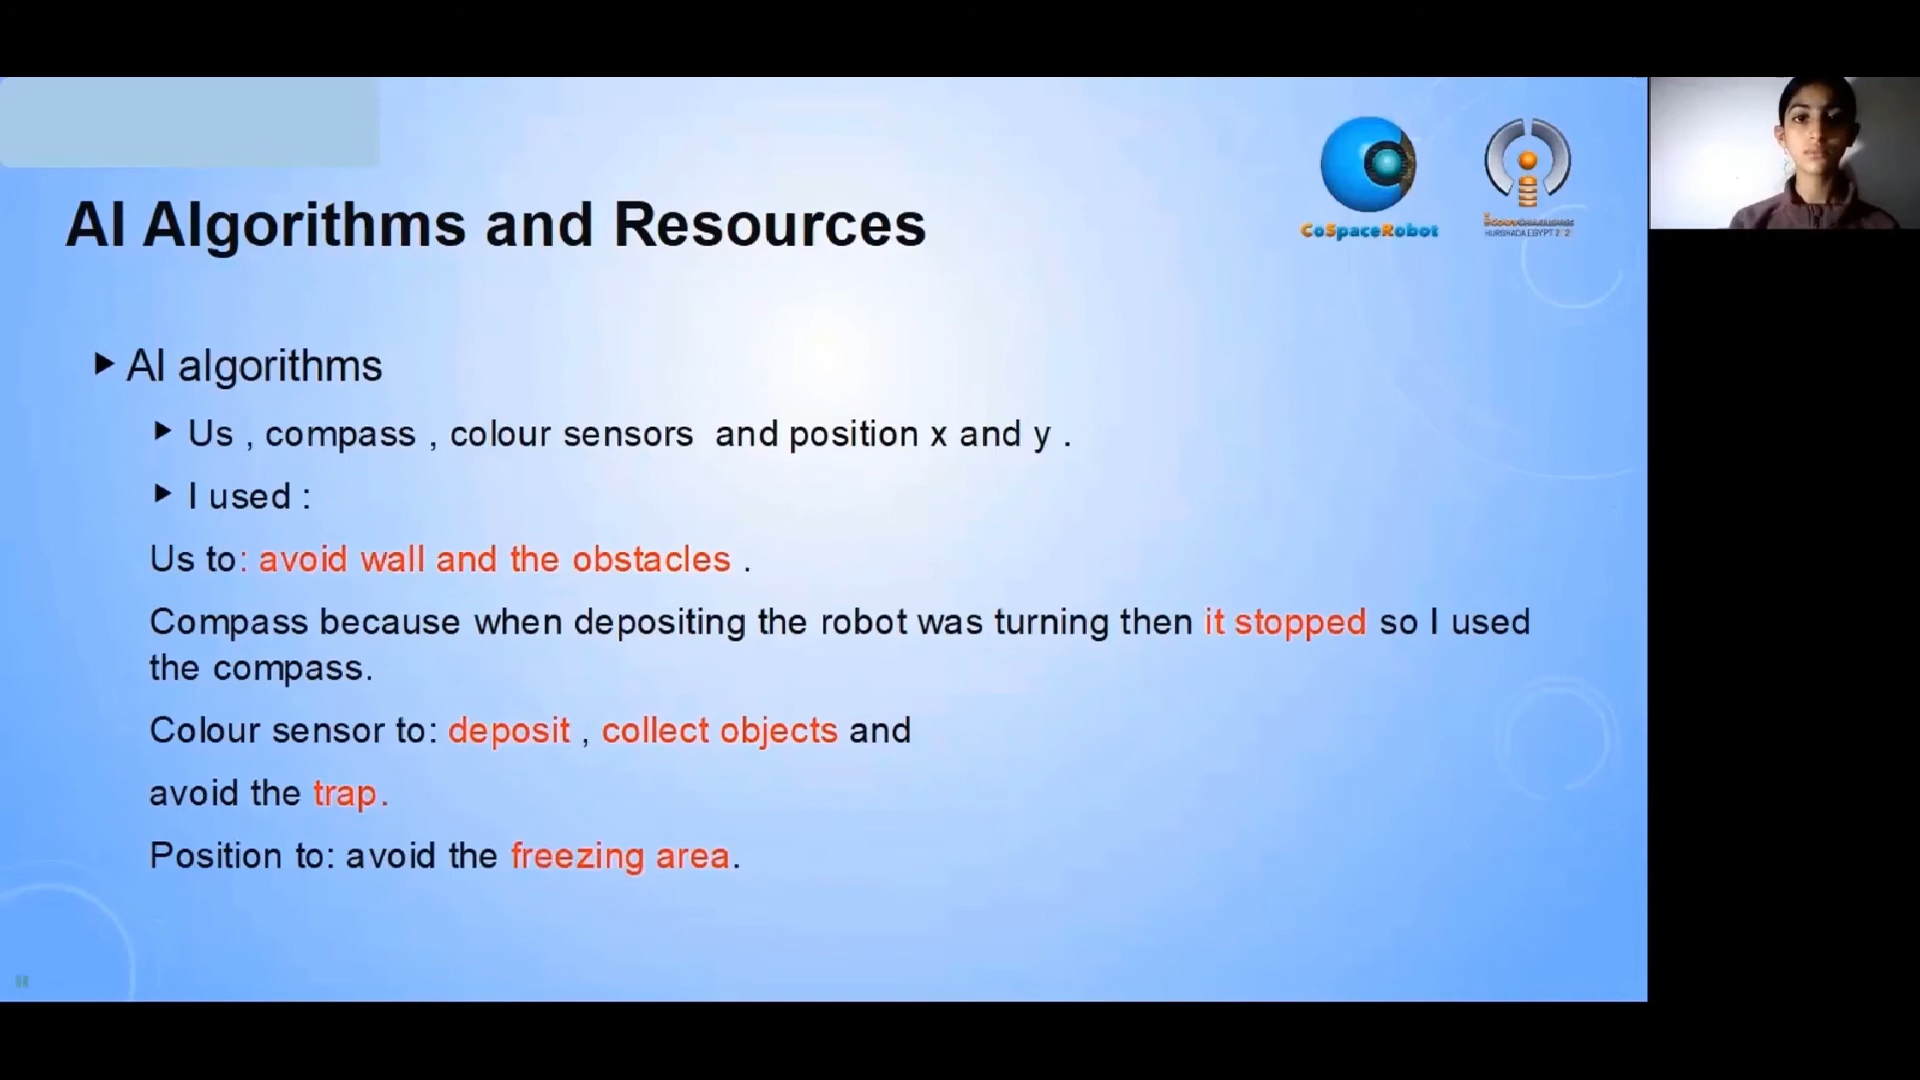 CoSpaceRobot
HURGHADA EGYPT
AI Algorithms and Resources
AI algorithms
Us , compass , colour sensors and position x and y .
I used :
Us to: avoid wall and the obstacles .
Compass because when depositing the robot was turning then it stopped so I used
the compass.
Colour sensor to: deposit , collect objects and
avoid the trap.
Position to: avoid the freezing area.